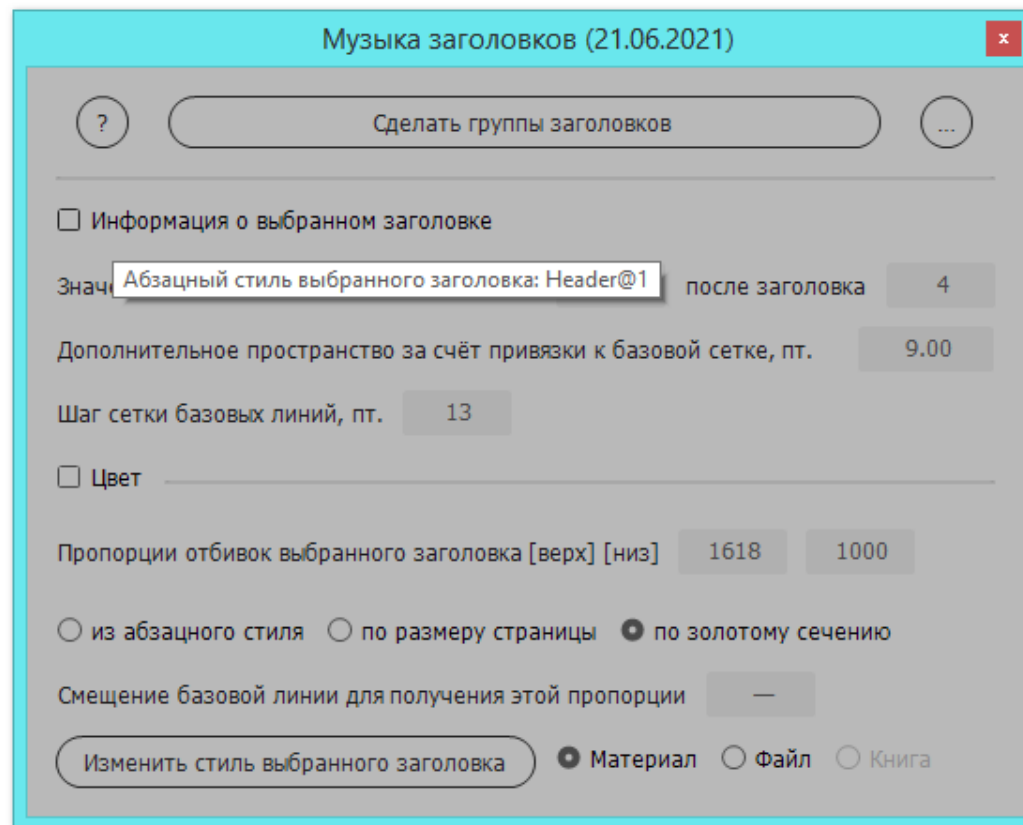 Музыка заголовков (21.06.2021)
x
? Сделать группы заголовков ...
Информация о выбранном заголовке
Абзацный стиль выбранного заголовка: Header@1
после заголовка 4
Дополнительное пространство за счёт привязки к базовой сетке, пт. 9.00
Шаг сетки базовых линий, пт. 13
Цвет
Пропорции отбивок выбранного заголовка [верх] [низ] 1618 1000
из абзацного стиля по размеру страницы по золотому сечению
Смещение базовой линии для получения этой пропорции —
Изменить стиль выбранного заголовка Материал Файл Книга